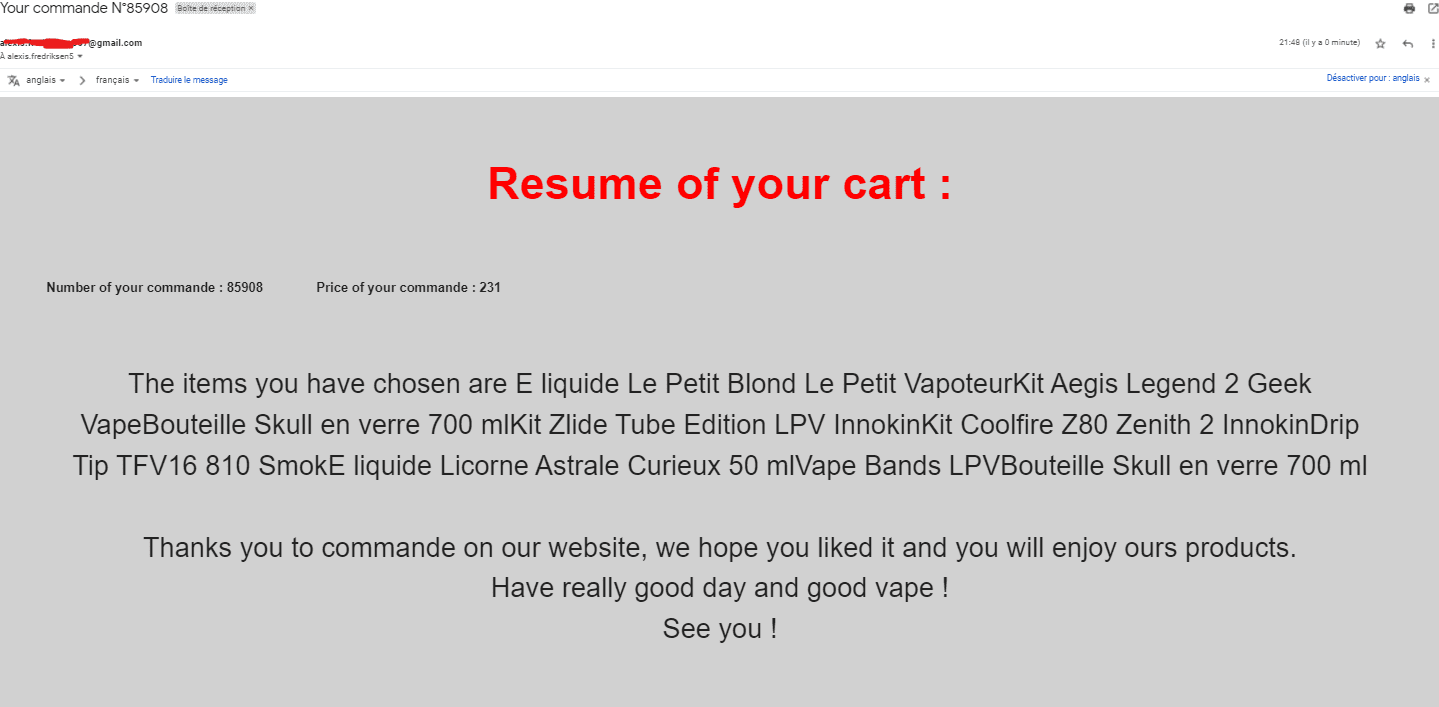 Your commande N°85908 Boîte de réception ×
@gmail.com 21:48 (il y a 0 minute)
À alexis.fredriksen5
anglais français Traduire le message Désactiver pour : anglais ×
Resume of your cart :
Number of your commande : 85908 Price of your commande : 231
The items you have chosen are E liquide Le Petit Blond Le Petit VapoteurKit Aegis Legend 2 Geek
VapeBouteille Skull en verre 700 mlKit Zlide Tube Edition LPV InnokinKit Coolfire Z80 Zenith 2 InnokinDrip
Tip TFV16 810 SmokE liquide Licorne Astrale Curieux 50 mlVape Bands LPVBouteille Skull en verre 700 ml
Thanks you to commande on our website, we hope you liked it and you will enjoy ours products.
Have really good day and good vape !
See you !